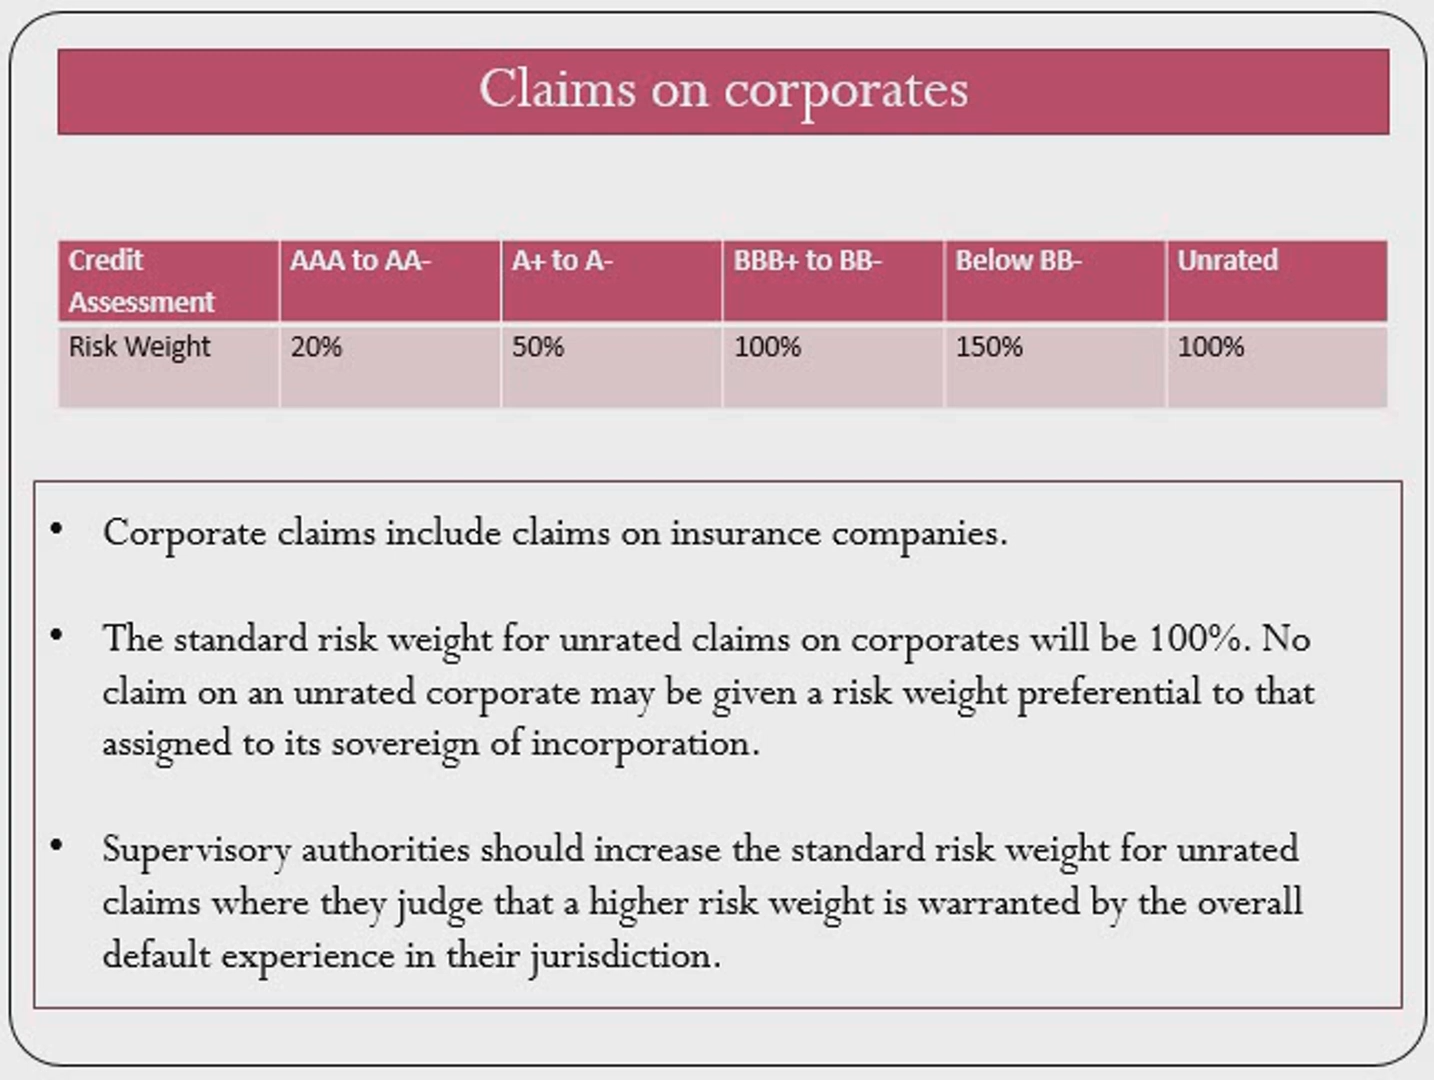 Claims on corporates
Credit Assessment AAA to AA- A+ to A- BBB+ to BB- Below BB- Unrated
Risk Weight 20% 50% 100% 150% 100%
• Corporate claims include claims on insurance companies.
• The standard risk weight for unrated claims on corporates will be 100%. No
claim on an unrated corporate may be given a risk weight preferential to that
assigned to its sovereign of incorporation.
• Supervisory authorities should increase the standard risk weight for unrated
claims where they judge that a higher risk weight is warranted by the overall
default experience in their jurisdiction.